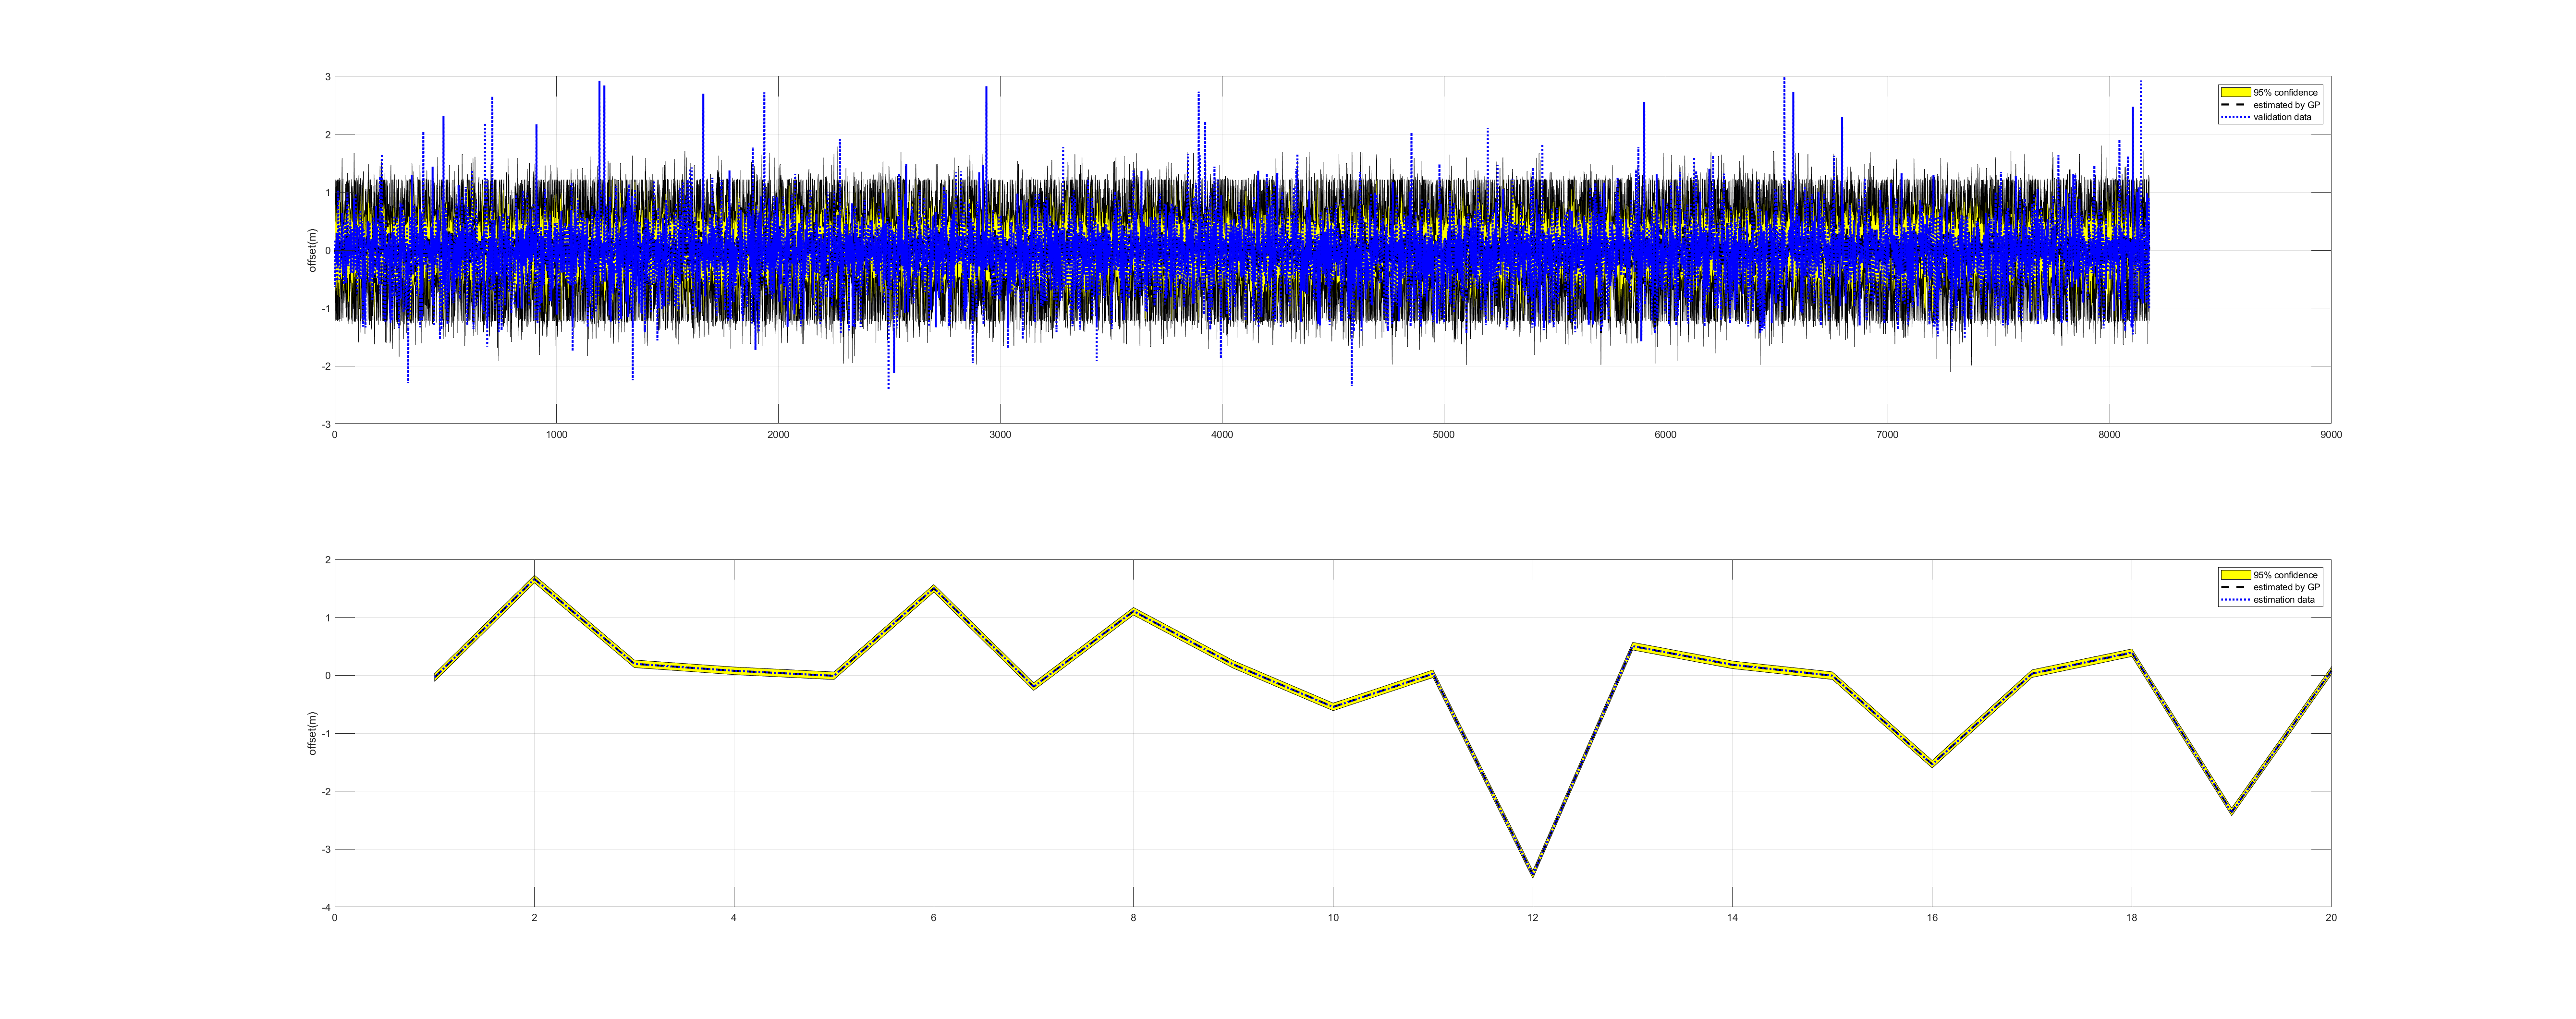 3
2
1
0
-1
-2
-3
offset(m)
0 1000 2000 3000 4000 5000 6000 7000 8000 9000
95% confidence
estimated by GP
validation data
2
1
0
-1
-2
-3
-4
offset(m)
0 2 4 6 8 10 12 14 16 18 20
95% confidence
estimated by GP
estimation data